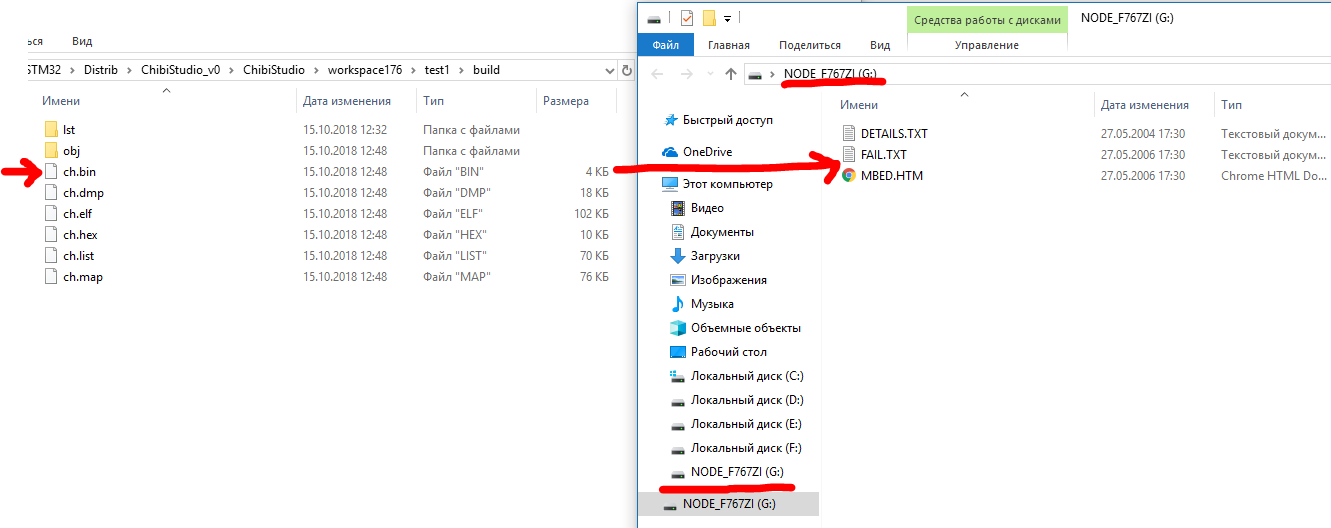 ься Вид
STM32 Distrib ChibiStudio_v0 ChibiStudio workspace176 test1 build
Имени Дата изменения Тип Размера
lst 15.10.2018 12:32 Папка с файлами
obj 15.10.2018 12:48 Папка с файлами
ch.bin 15.10.2018 12:48 Файл "BIN" 4 КБ
ch.dmp 15.10.2018 12:48 Файл "DMP" 18 КБ
ch.elf 15.10.2018 12:48 Файл "ELF" 102 КБ
ch.hex 15.10.2018 12:48 Файл "HEX" 10 КБ
ch.list 15.10.2018 12:48 Файл "LIST" 70 КБ
ch.map 15.10.2018 12:48 Файл "MAP" 76 КБ
Средства работы с дисками NODE_F767ZI (G:)
Файл Главная Поделиться Вид Управление
NODE_F767ZI (G:)
Имени Дата изменения Тип
DETAILS.TXT 27.05.2004 17:30 Текстовый докум...
FAIL.TXT 27.05.2006 17:30 Текстовый докум...
MBED.HTM 27.05.2006 17:30 Chrome HTML Do...
Быстрый доступ
OneDrive
Этот компьютер
Видео
Документы
Загрузки
Изображения
Музыка
Объемные объекты
Рабочий стол
Локальный диск (C:)
Локальный диск (D:)
Локальный диск (E:)
Локальный диск (F:)
NODE_F767ZI (G:)
NODE_F767ZI (G:)